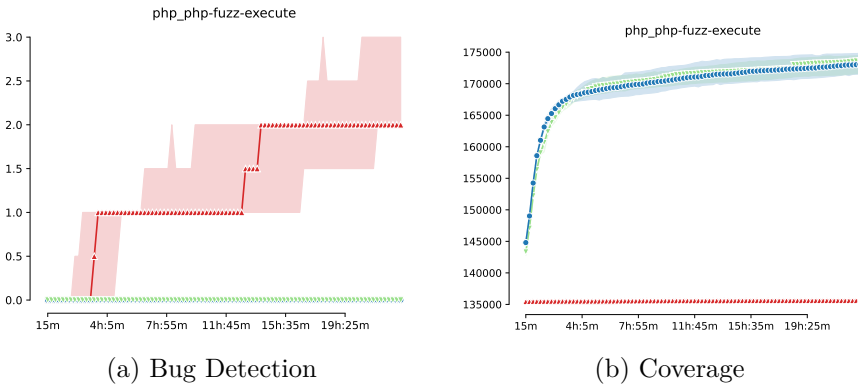 php_php-fuzz-execute
3.0
2.5
2.0
1.5
1.0
0.5
0.0
15m 4h:5m 7h:55m 11h:45m 15h:35m 19h:25m
(a) Bug Detection
php_php-fuzz-execute
175000
170000
165000
160000
155000
150000
145000
140000
135000
15m 4h:5m 7h:55m 11h:45m 15h:35m 19h:25m
(b) Coverage